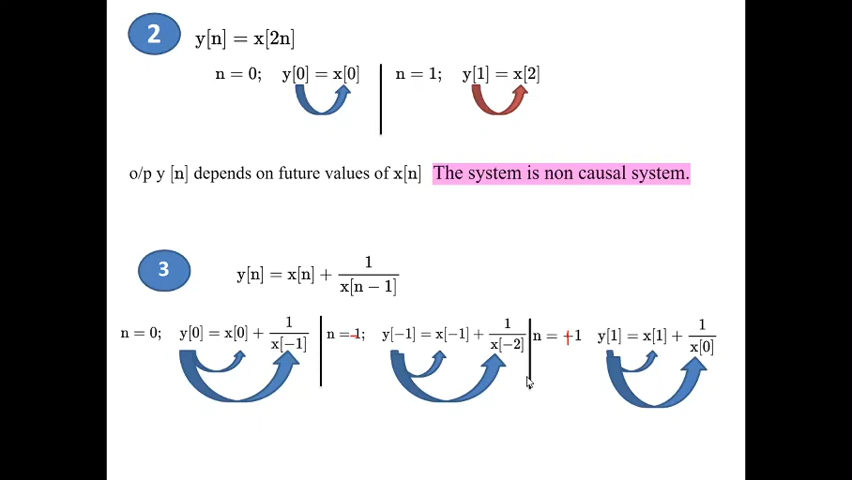 2
y[n] = x[2n]
n = 0; y[0] = x[0] n = 1; y[1] = x[2]
o/p y [n] depends on future values of x[n] The system is non causal system.
3
y[n] = x[n] + 1/x[n − 1]
n = 0; y[0] = x[0] + 1/x[−1] n = -1; y[−1] = x[−1] + 1/x[−2] n = +1 y[1] = x[1] + 1/x[0]